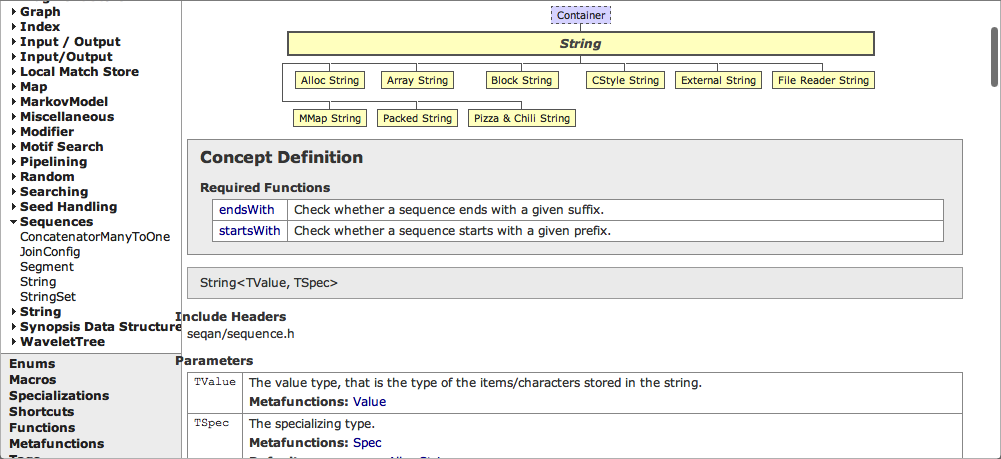 Graph
Index
Input / Output
Input/Output
Local Match Store
Map
MarkovModel
Miscellaneous
Modifier
Motif Search
Pipelining
Random
Searching
Seed Handling
Sequences
ConcatenatorManyToOne
JoinConfig
Segment
String
StringSet
String
Synopsis Data Structure
WaveletTree
Enums
Macros
Specializations
Shortcuts
Functions
Metafunctions
Container
String
Alloc String Array String Block String CStyle String External String File Reader String
MMap String Packed String Pizza & Chili String
Concept Definition
Required Functions
endsWith Check whether a sequence ends with a given suffix.
startsWith Check whether a sequence starts with a given prefix.
String<TValue, TSpec>
Include Headers
seqan/sequence.h
Parameters
TValue The value type, that is the type of the items/characters stored in the string.
Metafunctions: Value
TSpec The specializing type.
Metafunctions: Spec